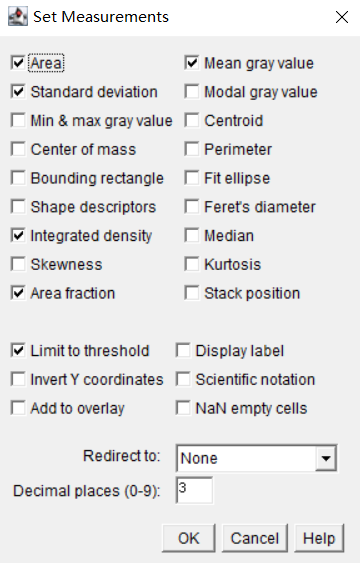 Set Measurements
Area Mean gray value
Standard deviation Modal gray value
Min & max gray value Centroid
Center of mass Perimeter
Bounding rectangle Fit ellipse
Shape descriptors Feret's diameter
Integrated density Median
Skewness Kurtosis
Area fraction Stack position
Limit to threshold Display label
Invert Y coordinates Scientific notation
Add to overlay NaN empty cells
Redirect to: None
Decimal places (0-9): 3
OK Cancel Help